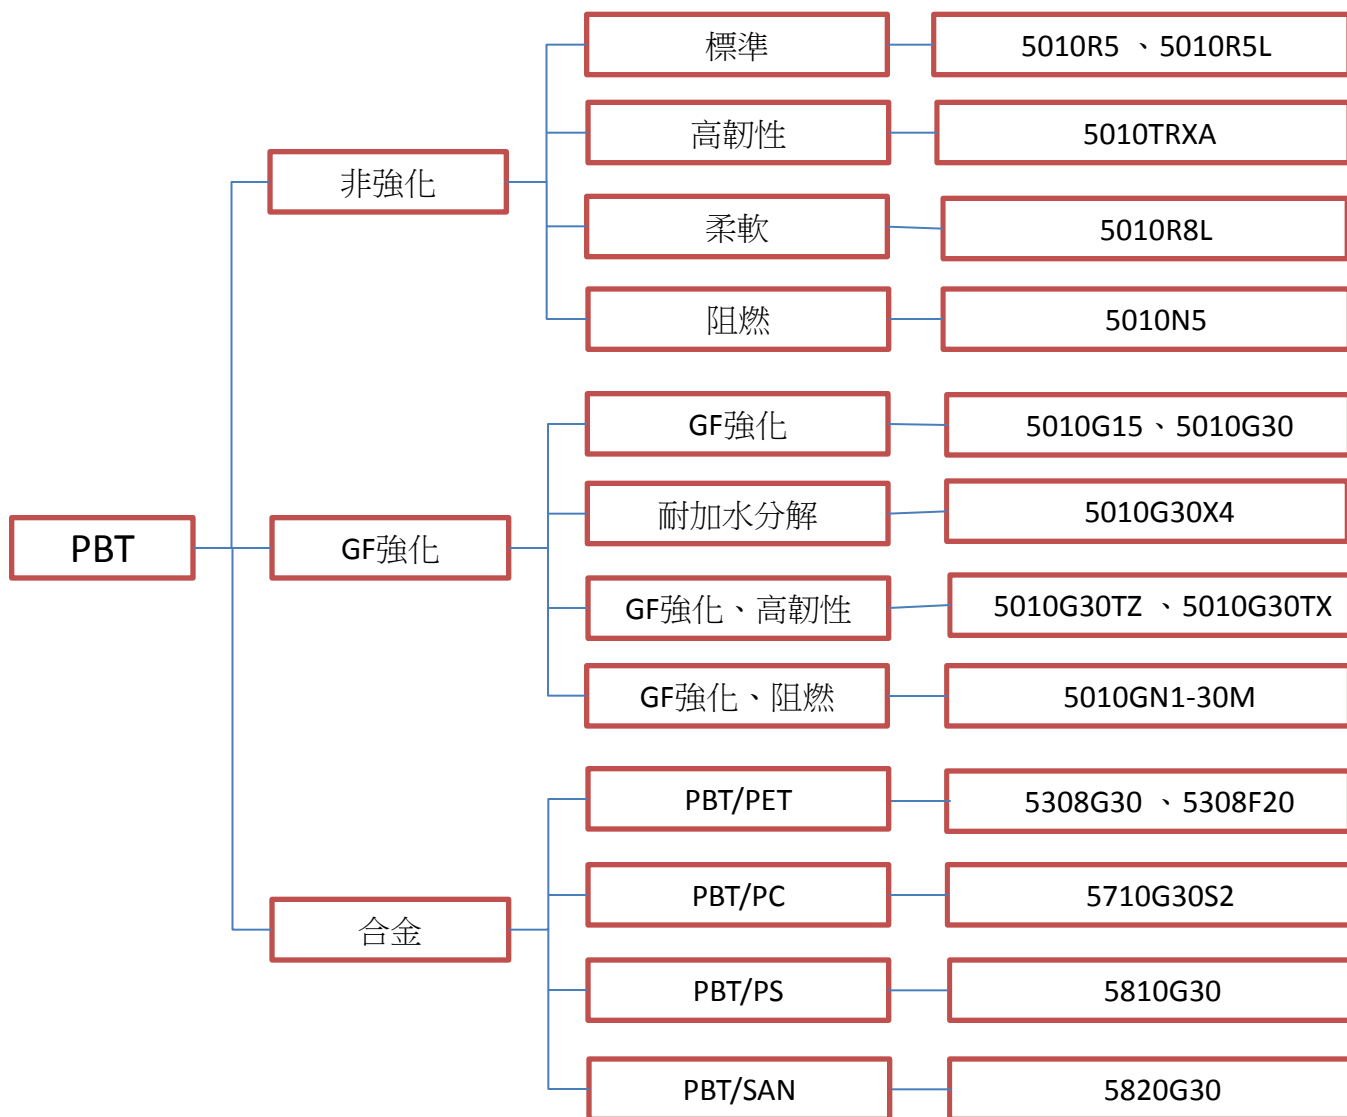 PBT
非強化
標準
5010R5 、5010R5L
高韌性
5010TRXA
柔軟
5010R8L
阻燃
5010N5
GF強化
GF強化
5010G15、5010G30
耐加水分解
5010G30X4
GF強化、高韌性
5010G30TZ 、5010G30TX
GF強化、阻燃
5010GN1-30M
合金
PBT/PET
5308G30 、5308F20
PBT/PC
5710G30S2
PBT/PS
5810G30
PBT/SAN
5820G30